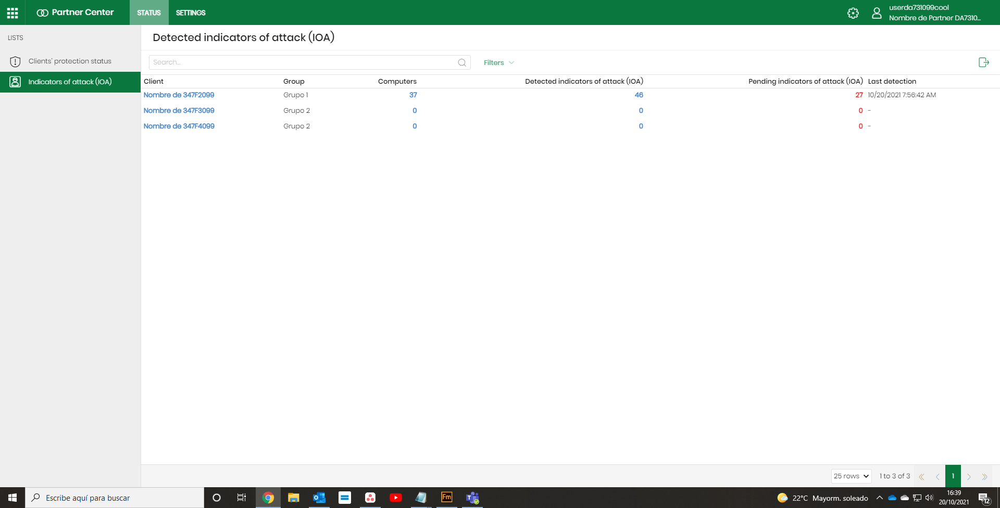 Partner Center STATUS SETTINGS
userda731099cool
Nombre de Partner DA7310...
LISTS
Clients' protection status
Indicators of attack (IOA)
Detected indicators of attack (IOA)
Search...
Filters
Client Group Computers Detected indicators of attack (IOA) Pending indicators of attack (IOA) Last detection
Nombre de 347F2099 Grupo 1 37 46 27 10/20/2021 7:56:42 AM
Nombre de 347F3099 Grupo 2 0 0 0 -
Nombre de 347F4099 Grupo 2 0 0 0 -
25 rows 1 to 3 of 3 « ‹ 1 › »
Escribe aquí para buscar
Fm
22°C Mayorm. soleado
16:39
20/10/2021
12